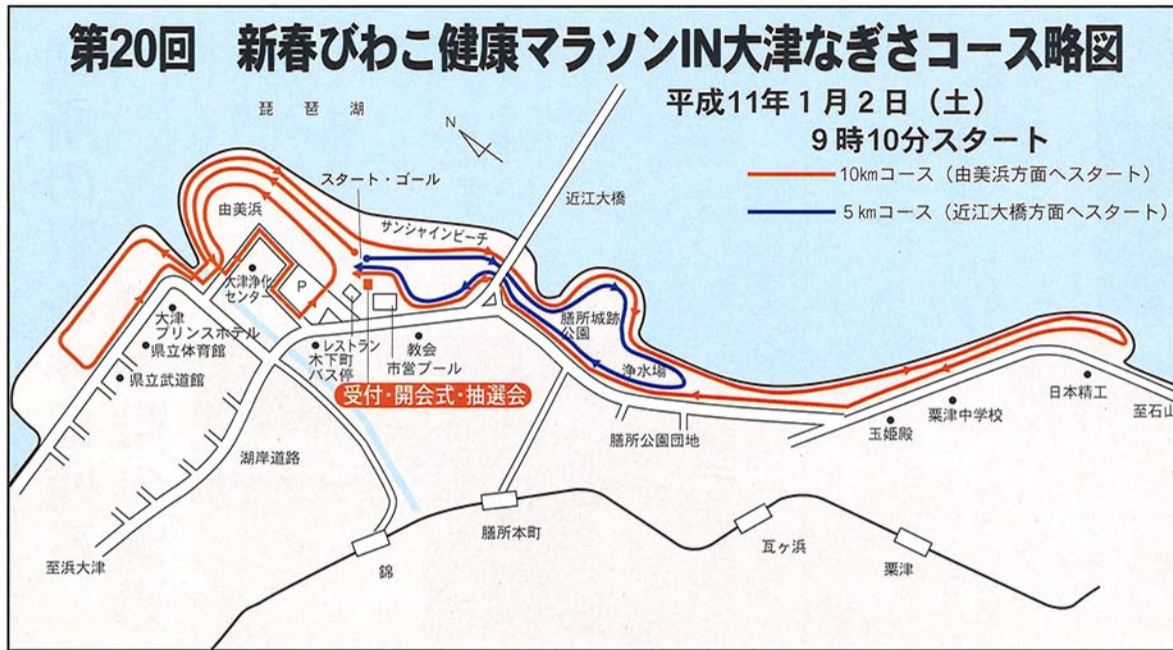 第20回 新春びわこ健康マラソンIN大津なぎさコース略図
平成11年1月2日(土)
9時10分スタート
10kmコース(由美浜方面へスタート)
5kmコース(近江大橋方面へスタート)
琵琶湖
N
スタート・ゴール
近江大橋
由美浜
サンシャインビーチ
大津浄化
センター
P
大津
プリンスホテル
県立体育館
県立武道館
レストラン
木下町
バス停
教会
市営プール
受付・開会式・抽選会
膳所城跡
公園
浄水場
膳所公園団地
玉姫殿
粟津中学校
日本精工
至石山
湖岸道路
至浜大津
錦
膳所本町
瓦ヶ浜
粟津